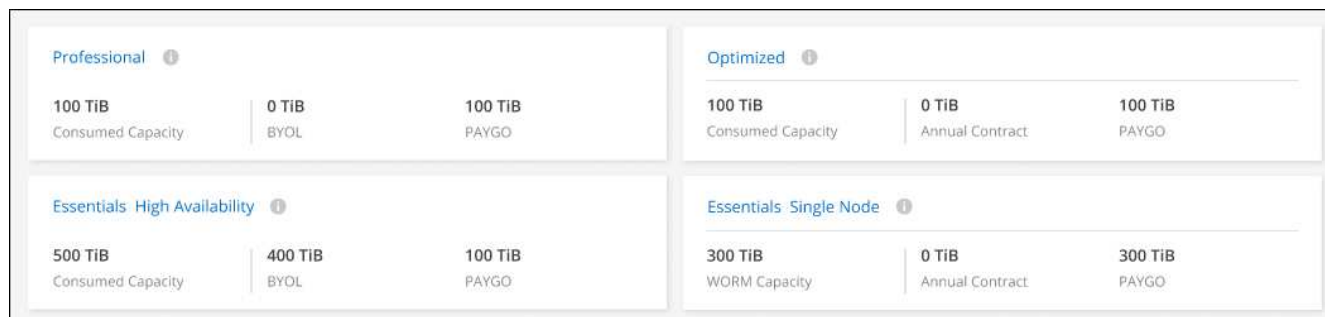 Professional
100 TiB 0 TiB 100 TiB
Consumed Capacity BYOL PAYGO
Optimized
100 TiB 0 TiB 100 TiB
Consumed Capacity Annual Contract PAYGO
Essentials High Availability
500 TiB 400 TiB 100 TiB
Consumed Capacity BYOL PAYGO
Essentials Single Node
300 TiB 0 TiB 300 TiB
WORM Capacity Annual Contract PAYGO